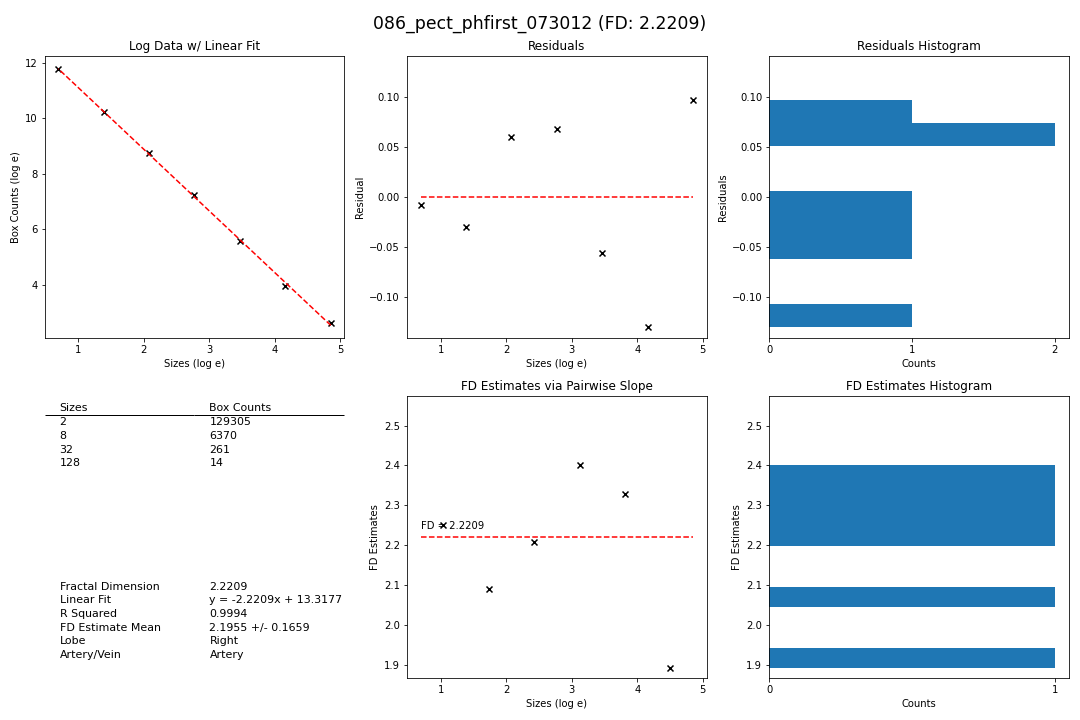 086_pect_phfirst_073012 (FD: 2.2209)
Log Data w/ Linear Fit
12
10
8
6
4
Box Counts (log e)
1 2 3 4 5
Sizes (log e)
Residuals
0.10
0.05
0.00
−0.05
−0.10
Residual
1 2 3 4 5
Sizes (log e)
Residuals Histogram
0.10
0.05
0.00
−0.05
−0.10
Residuals
0 1 2
Counts
Sizes Box Counts
2 129305
8 6370
32 261
128 14
Fractal Dimension 2.2209
Linear Fit y = -2.2209x + 13.3177
R Squared 0.9994
FD Estimate Mean 2.1955 +/- 0.1659
Lobe Right
Artery/Vein Artery
FD Estimates via Pairwise Slope
2.5
2.4
2.3
2.2
2.1
2.0
1.9
FD Estimates
FD = 2.2209
1 2 3 4 5
Sizes (log e)
FD Estimates Histogram
2.5
2.4
2.3
2.2
2.1
2.0
1.9
FD Estimates
0 1
Counts